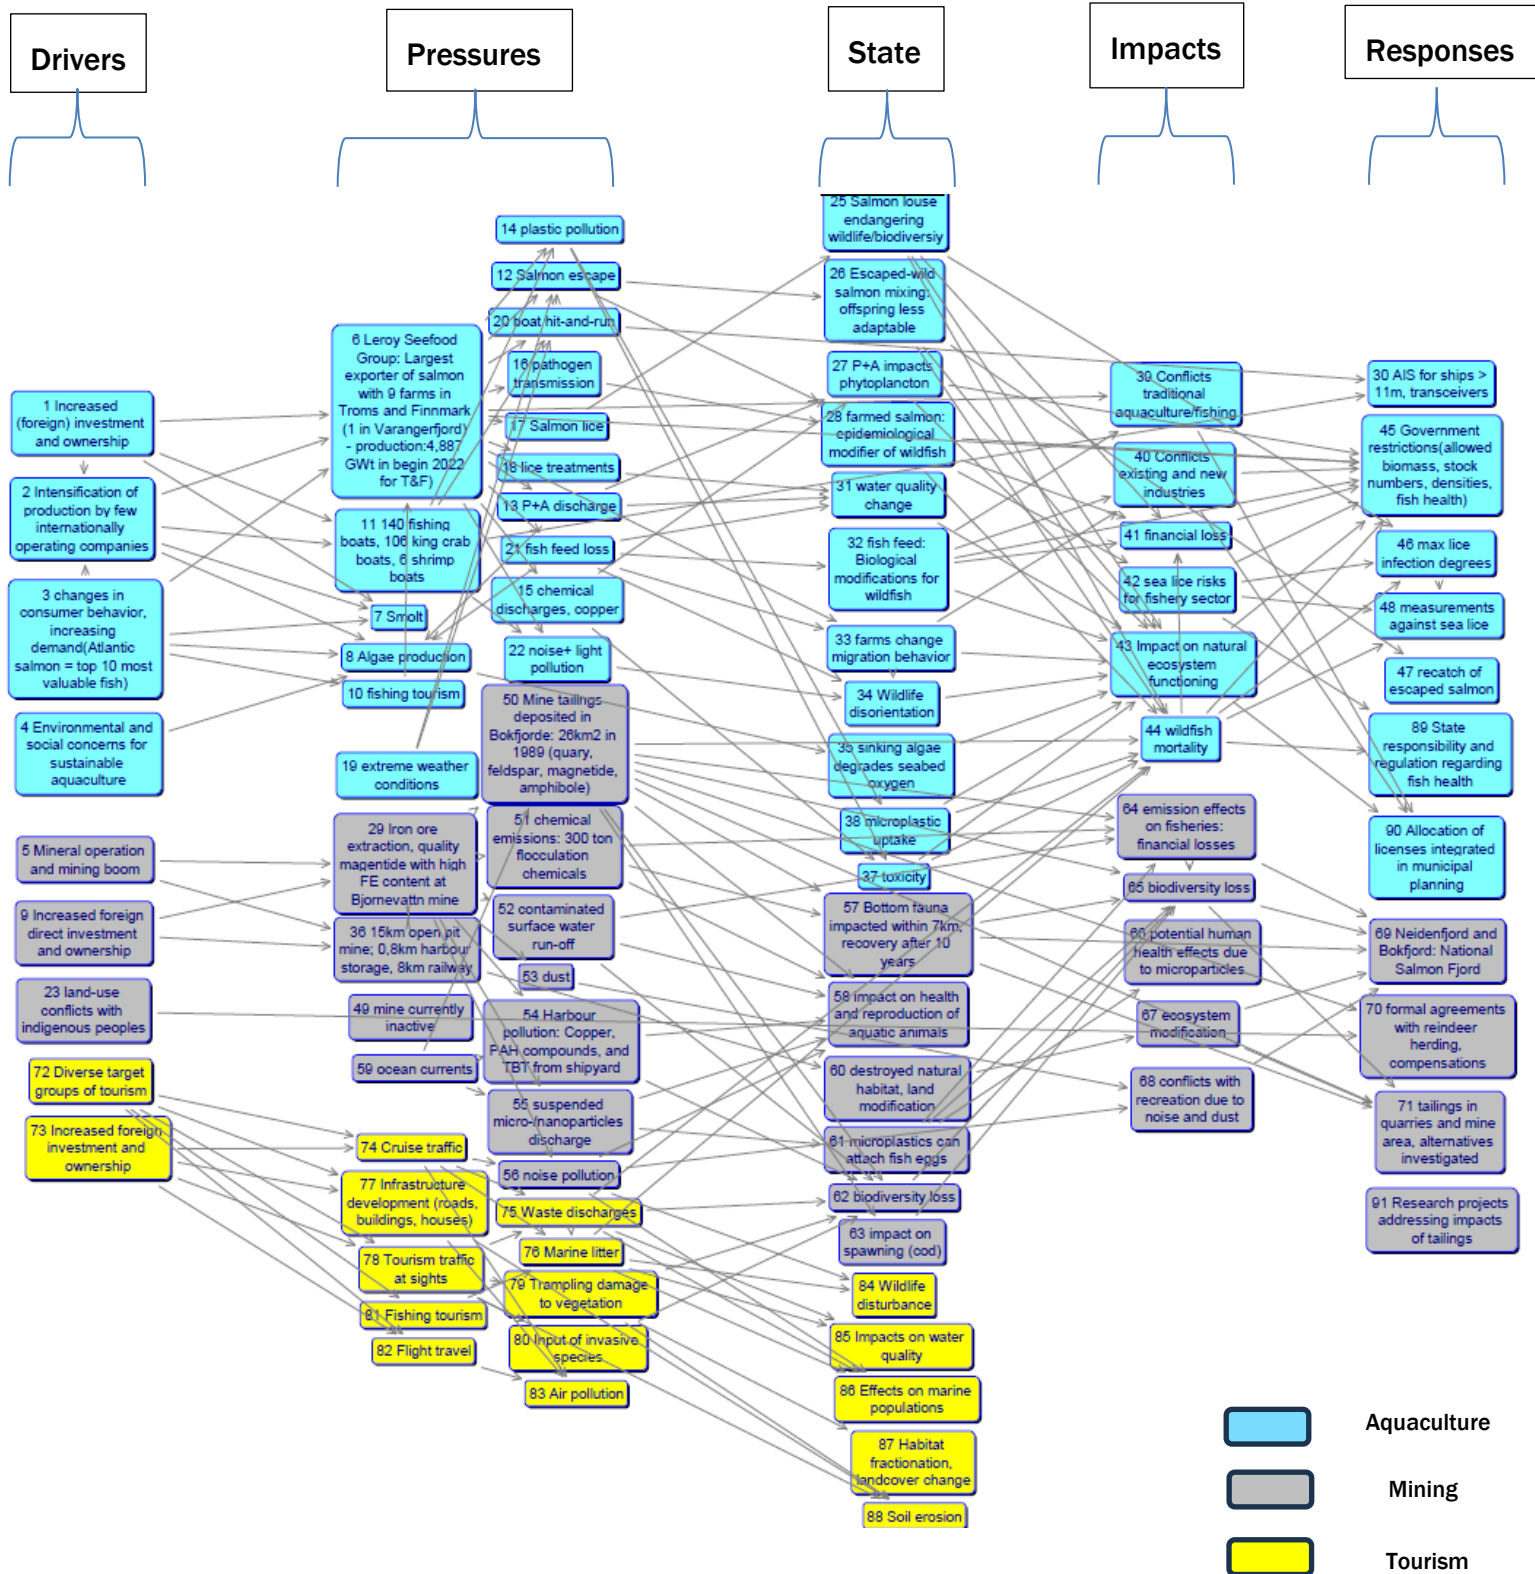 Drivers
Pressures
State
Impacts
Responses
1 Increased
(foreign) investment
and ownership
2 Intensification of
production by few
internationally
operating companies
3 changes in
consumer behavior,
increasing
demand(Atlantic
salmon = top 10 most
valuable fish)
4 Environmental and
social concerns for
sustainable
aquaculture
5 Mineral operation
and mining boom
9 Increased foreign
direct investment
and ownership
23 land-use
conflicts with
indigenous peoples
72 Diverse target
groups of tourism
73 Increased foreign
investment and
ownership
6 Leroy Seefood
Group: Largest
exporter of salmon
with 9 farms in
Troms and Finnmark
(1 in Varangerfjord)
- production:4,887
GWt in begin 2022
for T&F)
11 140 fishing
boats, 106 king crab
boats, 6 shrimp
boats
7 Smolt
8 Algae production
10 fishing tourism
19 extreme weather
conditions
29 Iron ore
extraction, quality
magentide with high
FE content at
Bjornevattn mine
36 15km open pit
mine; 0,8km harbour
storage, 8km railway
49 mine currently
inactive
59 ocean currents
74 Cruise traffic
77 Infrastructure
development (roads,
buildings, houses)
78 Tourism traffic
at sights
81 Fishing tourism
82 Flight travel
14 plastic pollution
12 Salmon escape
20 boat hit-and-run
16 pathogen
transmission
17 Salmon lice
18 lice treatments
13 P+A discharge
21 fish feed loss
15 chemical
discharges, copper
22 noise+ light
pollution
50 Mine tailings
deposited in
Bokfjorde: 26km2 in
1989 (quary,
feldspar, magnetide,
amphibole)
51 chemical
emissions: 300 ton
flocculation
chemicals
52 contaminated
surface water
run-off
53 dust
54 Harbour
pollution: Copper,
PAH compounds, and
TBT from shipyard
55 suspended
micro-/nanoparticles
discharge
56 noise pollution
75 Waste discharges
76 Marine litter
79 Trampling damage
to vegetation
80 Input of invasive
species
83 Air pollution
25 Salmon louse
endangering
wildlife/biodiversiy
26 Escaped-wild
salmon mixing:
offspring less
adaptable
27 P+A impacts
phytoplancton
28 farmed salmon:
epidemiological
modifier of wildfish
31 water quality
change
32 fish feed:
Biological
modifications for
wildfish
33 farms change
migration behavior
34 Wildlife
disorientation
35 sinking algae
degrades seabed
oxygen
38 microplastic
uptake
37 toxicity
57 Bottom fauna
impacted within 7km,
recovery after 10
years
58 impact on health
and reproduction of
aquatic animals
60 destroyed natural
habitat, land
modification
61 microplastics can
attach fish eggs
62 biodiversity loss
63 impact on
spawning (cod)
84 Wildlife
disturbance
85 Impacts on water
quality
86 Effects on marine
populations
87 Habitat
fractionation,
landcover change
88 Soil erosion
39 Conflicts
traditional
aquaculture/fishing
40 Conflicts
existing and new
industries
41 financial loss
42 sea lice risks
for fishery sector
43 Impact on natural
ecosystem
functioning
44 wildfish
mortality
64 emission effects
on fisheries:
financial losses
65 biodiversity loss
66 potential human
health effects due
to microparticles
67 ecosystem
modification
68 conflicts with
recreation due to
noise and dust
30 AIS for ships >
11m, transceivers
45 Government
restrictions(allowed
biomass, stock
numbers, densities,
fish health)
46 max lice
infection degrees
48 measurements
against sea lice
47 recatch of
escaped salmon
89 State
responsibility and
regulation regarding
fish health
90 Allocation of
licenses integrated
in municipal
planning
69 Neidenfjord and
Bokfjord: National
Salmon Fjord
70 formal agreements
with reindeer
herding,
compensations
71 tailings in
quarries and mine
area, alternatives
investigated
91 Research projects
addressing impacts
of tailings
Aquaculture
Mining
Tourism